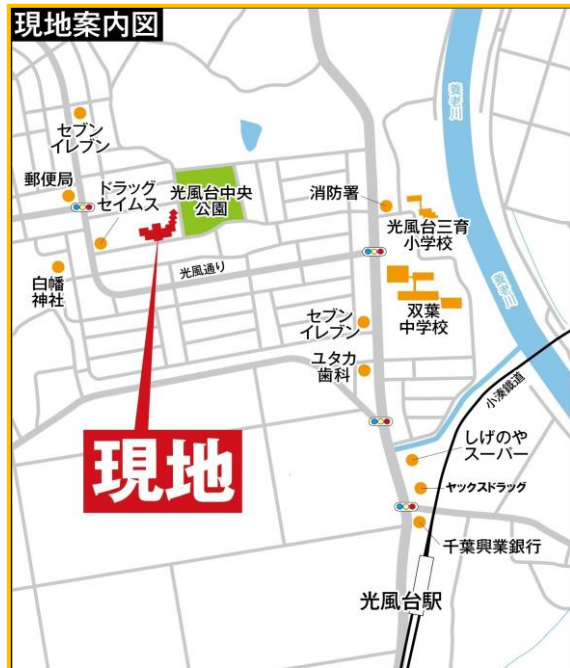 現地案内図
養老川
セブン
イレブン
郵便局
ドラッグ
セイムス
光風台中央
公園
消防署
光風台三育
小学校
白幡
神社
光風通り
養老川
双葉
中学校
セブン
イレブン
ユタカ
歯科
小湊鐵道
現地
しげのや
スーパー
ヤックスドラッグ
千葉興業銀行
光風台駅